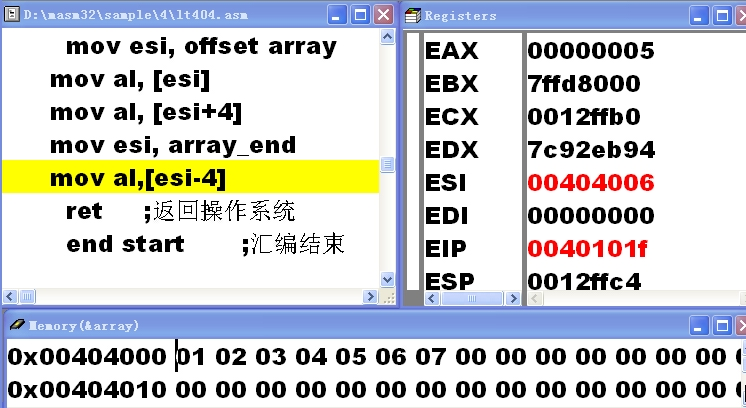 D:\masm32\sample\4\lt404.asm
mov esi, offset array
mov al, [esi]
mov al, [esi+4]
mov esi, array_end
mov al,[esi-4]
ret ;返回操作系统
end start ;汇编结束
Registers
EAX 00000005
EBX 7ffd8000
ECX 0012ffb0
EDX 7c92eb94
ESI 00404006
EDI 00000000
EIP 0040101f
ESP 0012ffc4
Memory(&array)
0x00404000 01 02 03 04 05 06 07 00 00 00 00 00 00 00
0x00404010 00 00 00 00 00 00 00 00 00 00 00 00 00 00